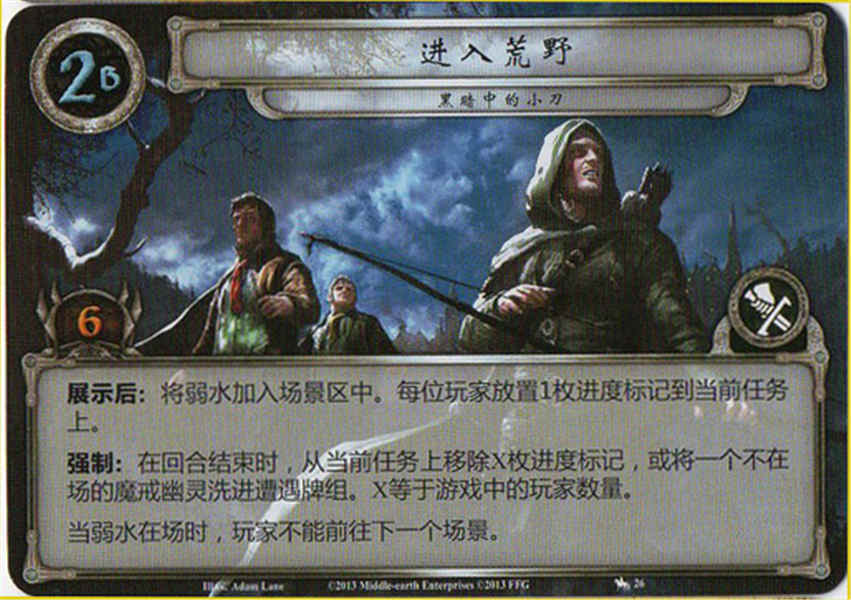 2B
进入荒野
黑暗中的小刀
6
展示后：将弱水加入场景区中。每位玩家放置1枚进度标记到当前任务
上。
强制：在回合结束时，从当前任务上移除X枚进度标记，或将一个不在
场的魔戒幽灵洗进遭遇牌组。X等于游戏中的玩家数量。
当弱水在场时，玩家不能前往下一个场景。
Illus. Adam Lane ©2013 Middle-earth Enterprises ©2013 FFG 26